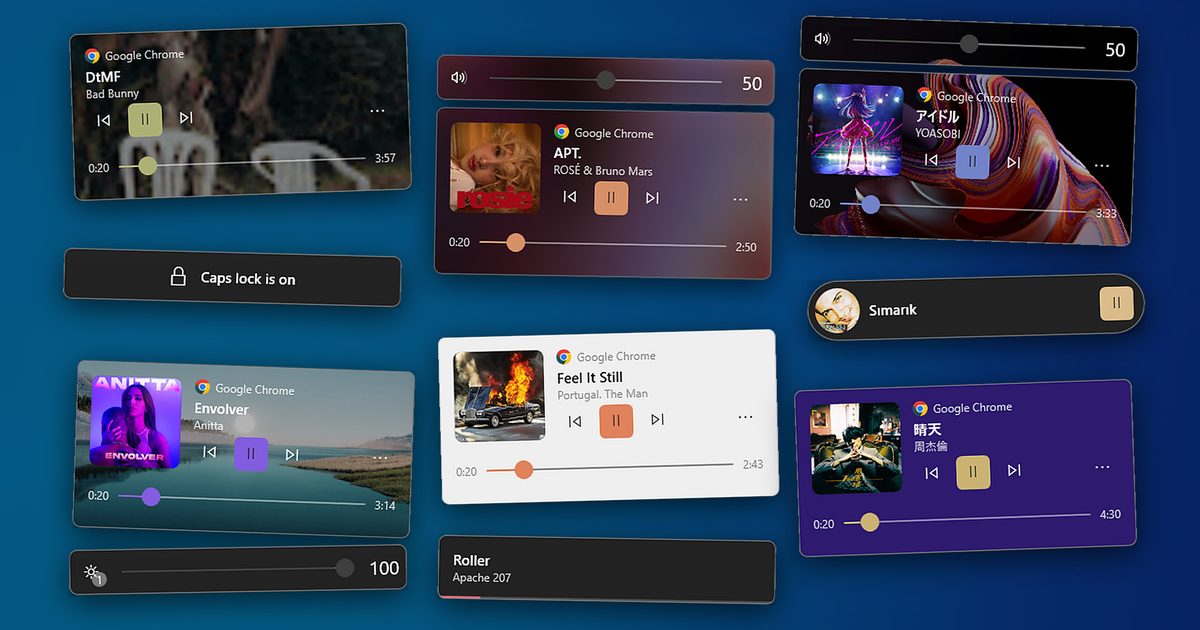 Google Chrome
DtMF
Bad Bunny
0:20
3:57
Caps lock is on
ANITTA
ENVOLVER
Google Chrome
Envolver
Anitta
0:20
3:14
1
100
50
rosie
Google Chrome
APT.
ROSÉ & Bruno Mars
0:20
2:50
Google Chrome
Feel It Still
Portugal. The Man
0:20
2:43
Roller
Apache 207
50
Google Chrome
アイドル
YOASOBI
0:20
3:33
Sımarık
Google Chrome
晴天
周杰倫
0:20
4:30